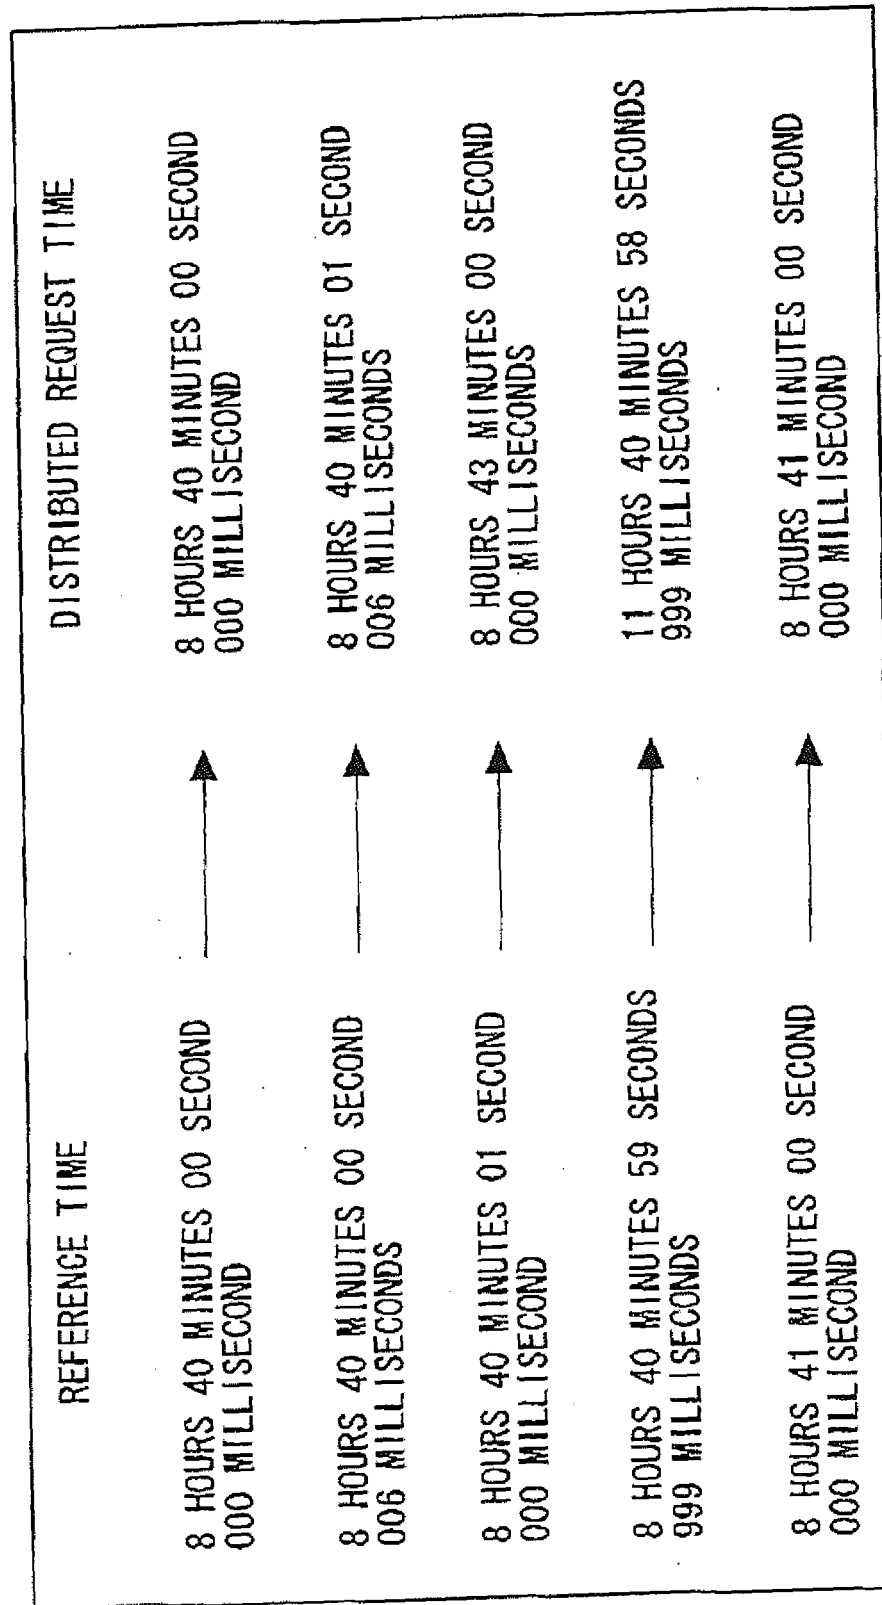 REFERENCE TIME
DISTRIBUTED REQUEST TIME
8 HOURS 40 MINUTES 00 SECOND
000 MILLISECOND
8 HOURS 40 MINUTES 00 SECOND
000 MILLISECOND
8 HOURS 40 MINUTES 00 SECOND
006 MILLISECONDS
8 HOURS 40 MINUTES 01 SECOND
006 MILLISECONDS
8 HOURS 40 MINUTES 01 SECOND
000 MILLISECOND
8 HOURS 43 MINUTES 00 SECOND
000 MILLISECONDS
8 HOURS 40 MINUTES 59 SECONDS
999 MILLISECONDS
11 HOURS 40 MINUTES 58 SECONDS
999 MILLISECONDS
8 HOURS 41 MINUTES 00 SECOND
000 MILLISECOND
8 HOURS 41 MINUTES 00 SECOND
000 MILLISECOND